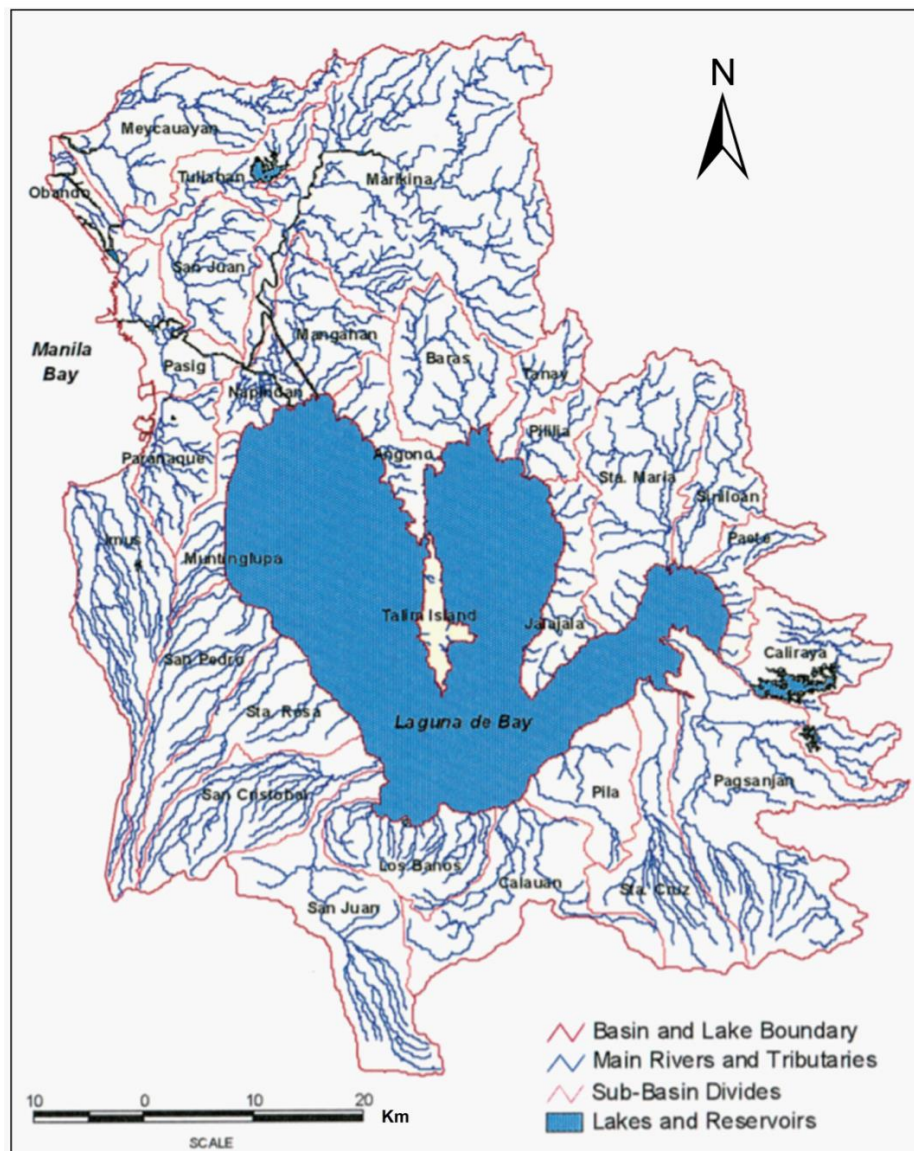 N
Meycauayan
Tullahan
Marikina
Obando
San Juan
Mangahan
Manila
Bay
Pasig
Baras
Tanay
Napindan
Pililia
Paranaque
Angono
Sta. Maria
Siniloan
Imus
Paete
Muntinglupa
Talim Island
Jalajala
San Pedro
Caliraya
Sta. Rosa
Laguna de Bay
San Cristobal
Pila
Pagsanjan
Los Banos
Calauan
Sta. Cruz
San Juan
Basin and Lake Boundary
Main Rivers and Tributaries
Sub-Basin Divides
Lakes and Reservoirs
10 0 10 20 Km
SCALE